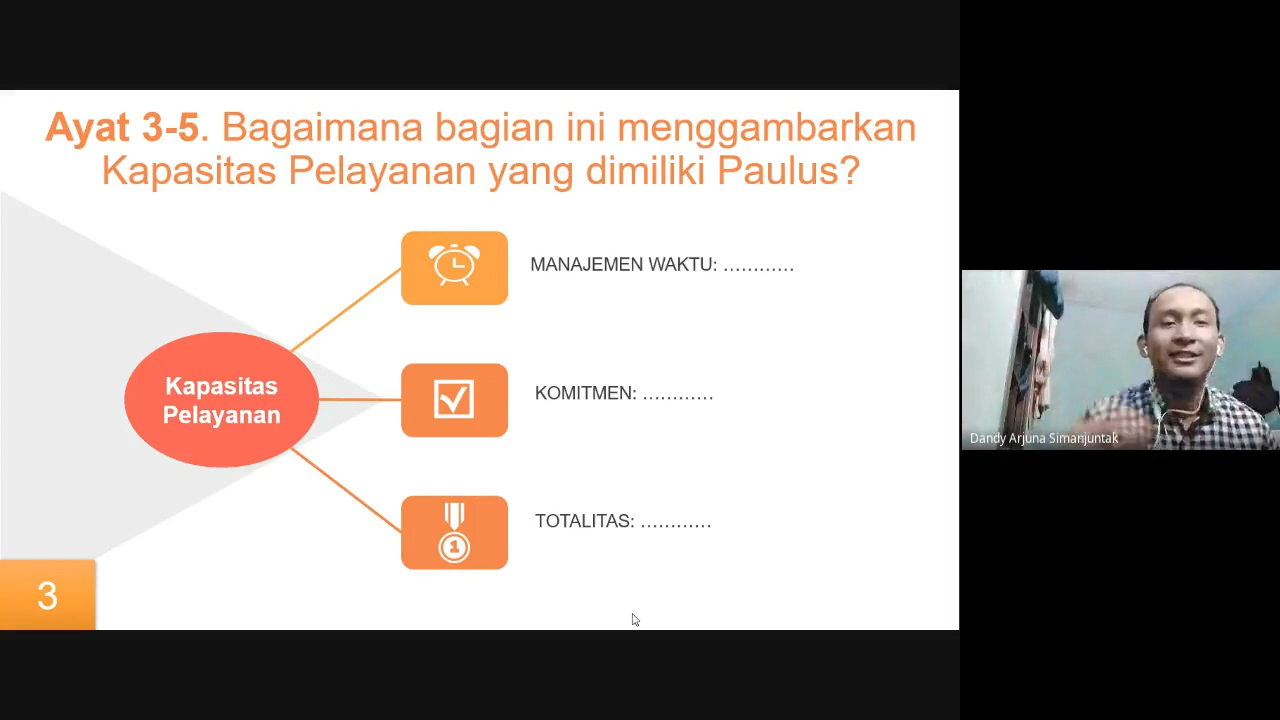 Ayat 3-5. Bagaimana bagian ini menggambarkan
Kapasitas Pelayanan yang dimiliki Paulus?
MANAJEMEN WAKTU: …………
Kapasitas
Pelayanan
KOMITMEN: …………
TOTALITAS: …………
1
3
Dandy Arjuna Simanjuntak